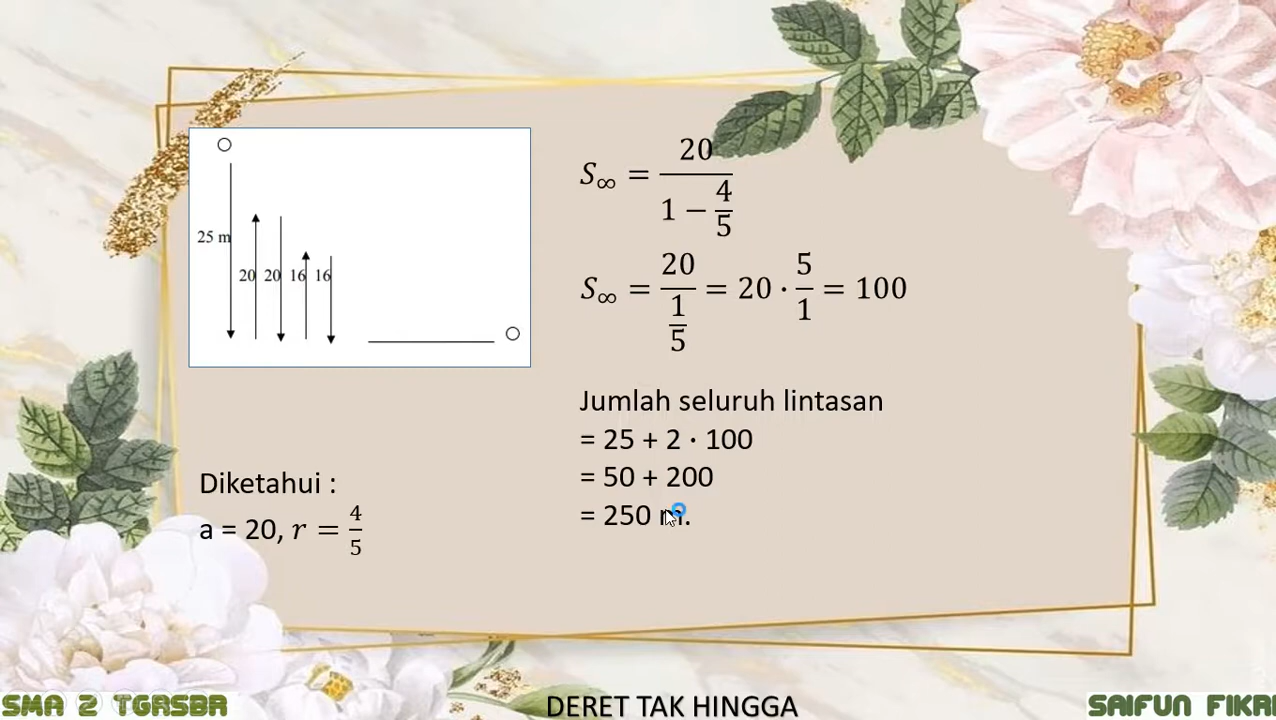 25 m
20 20 16 16
Diketahui :
a = 20, r = 4/5
S∞ = 20/(1 − 4/5)
S∞ = 20/(1/5) = 20 · 5/1 = 100
Jumlah seluruh lintasan
= 25 + 2 · 100
= 50 + 200
= 250 m.
SMA 2 TGRSBR
DERET TAK HINGGA
SAIFUN FIKRI